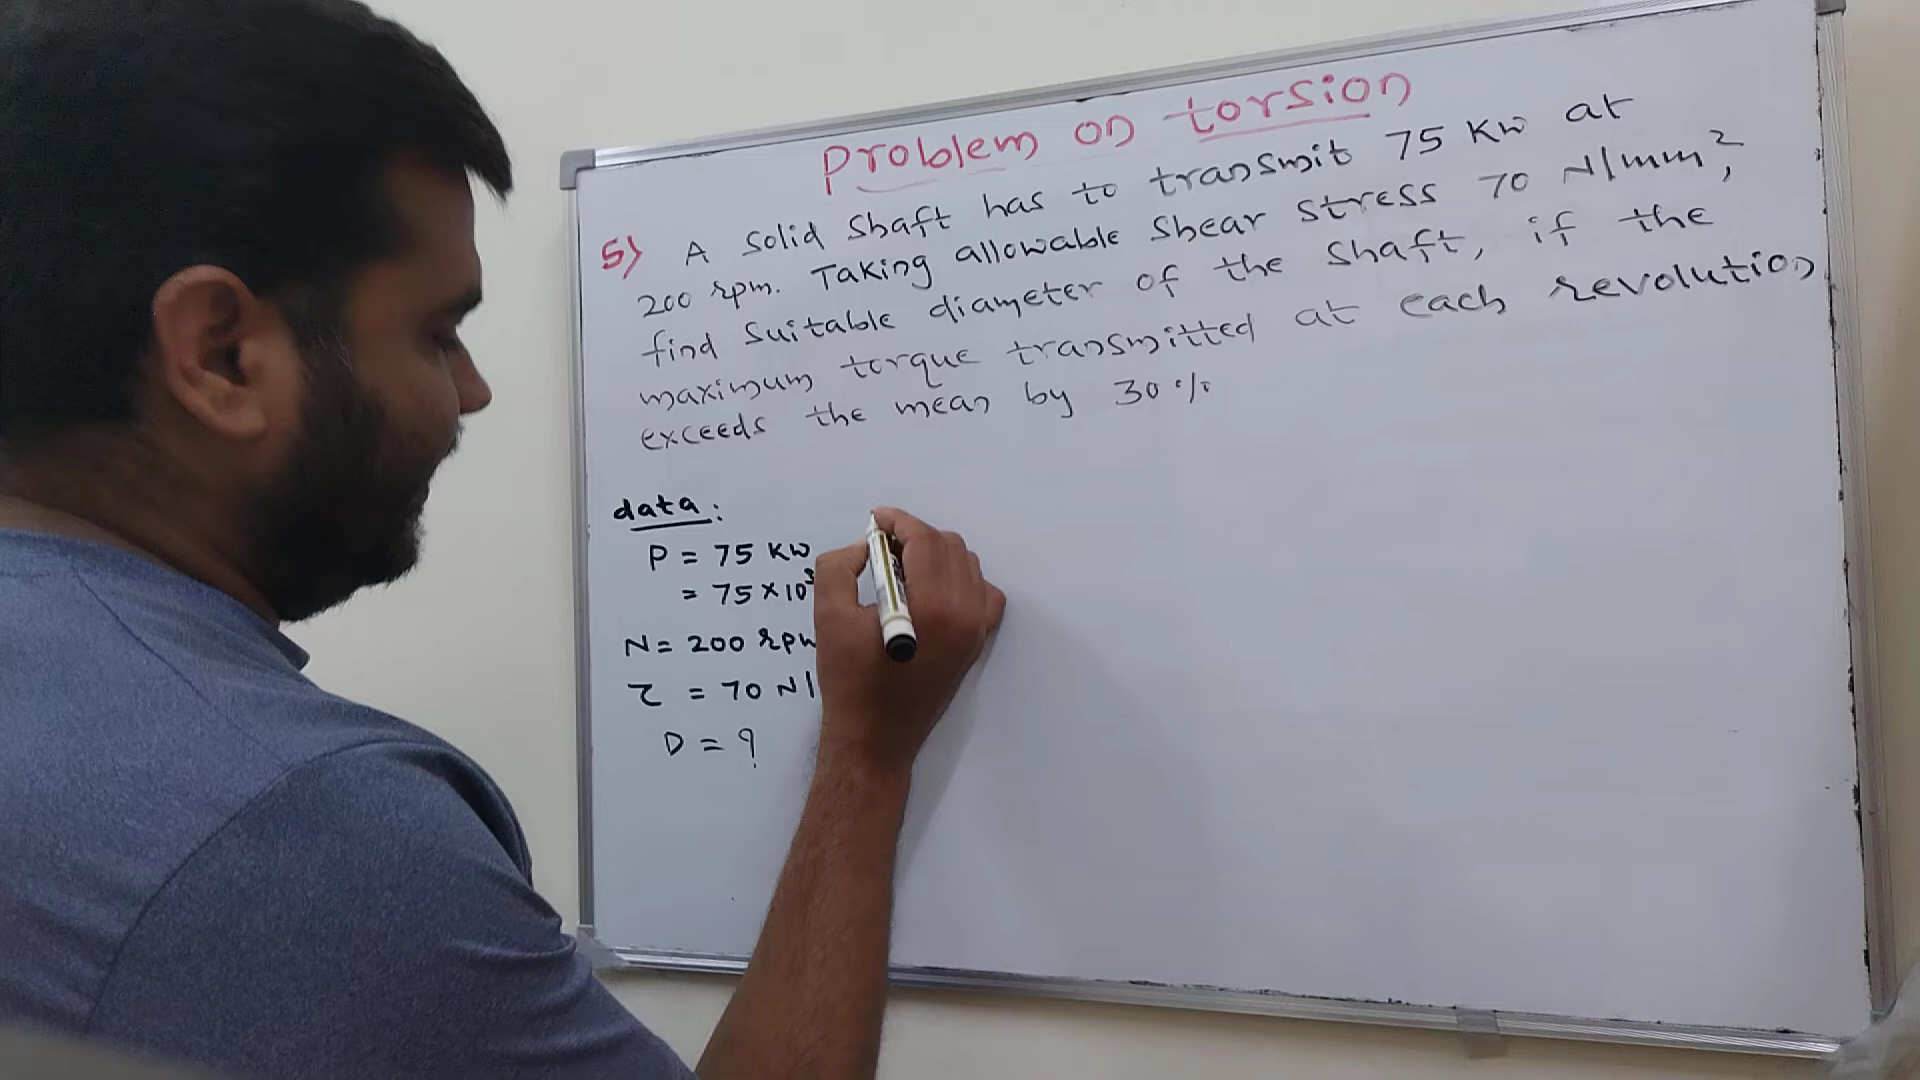 Problem on torsion
5) A solid shaft has to transmit 75 KW at
200 rpm. Taking allowable shear stress 70 N/mm²,
find suitable diameter of the shaft, if the
maximum torque transmitted at each revolution
exceeds the mean by 30%
data:
P = 75 KW
= 75 × 10³
N = 200 rpm
τ = 70 N/
D = ?